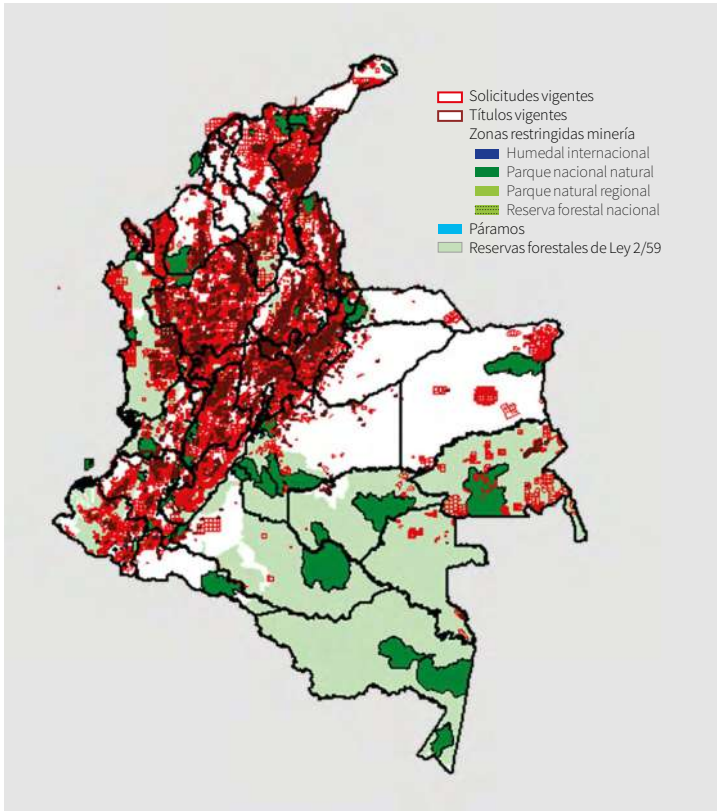 Solicitudes vigentes
Títulos vigentes
Zonas restringidas minería
Humedal internacional
Parque nacional natural
Parque natural regional
Reserva forestal nacional
Páramos
Reservas forestales de Ley 2/59